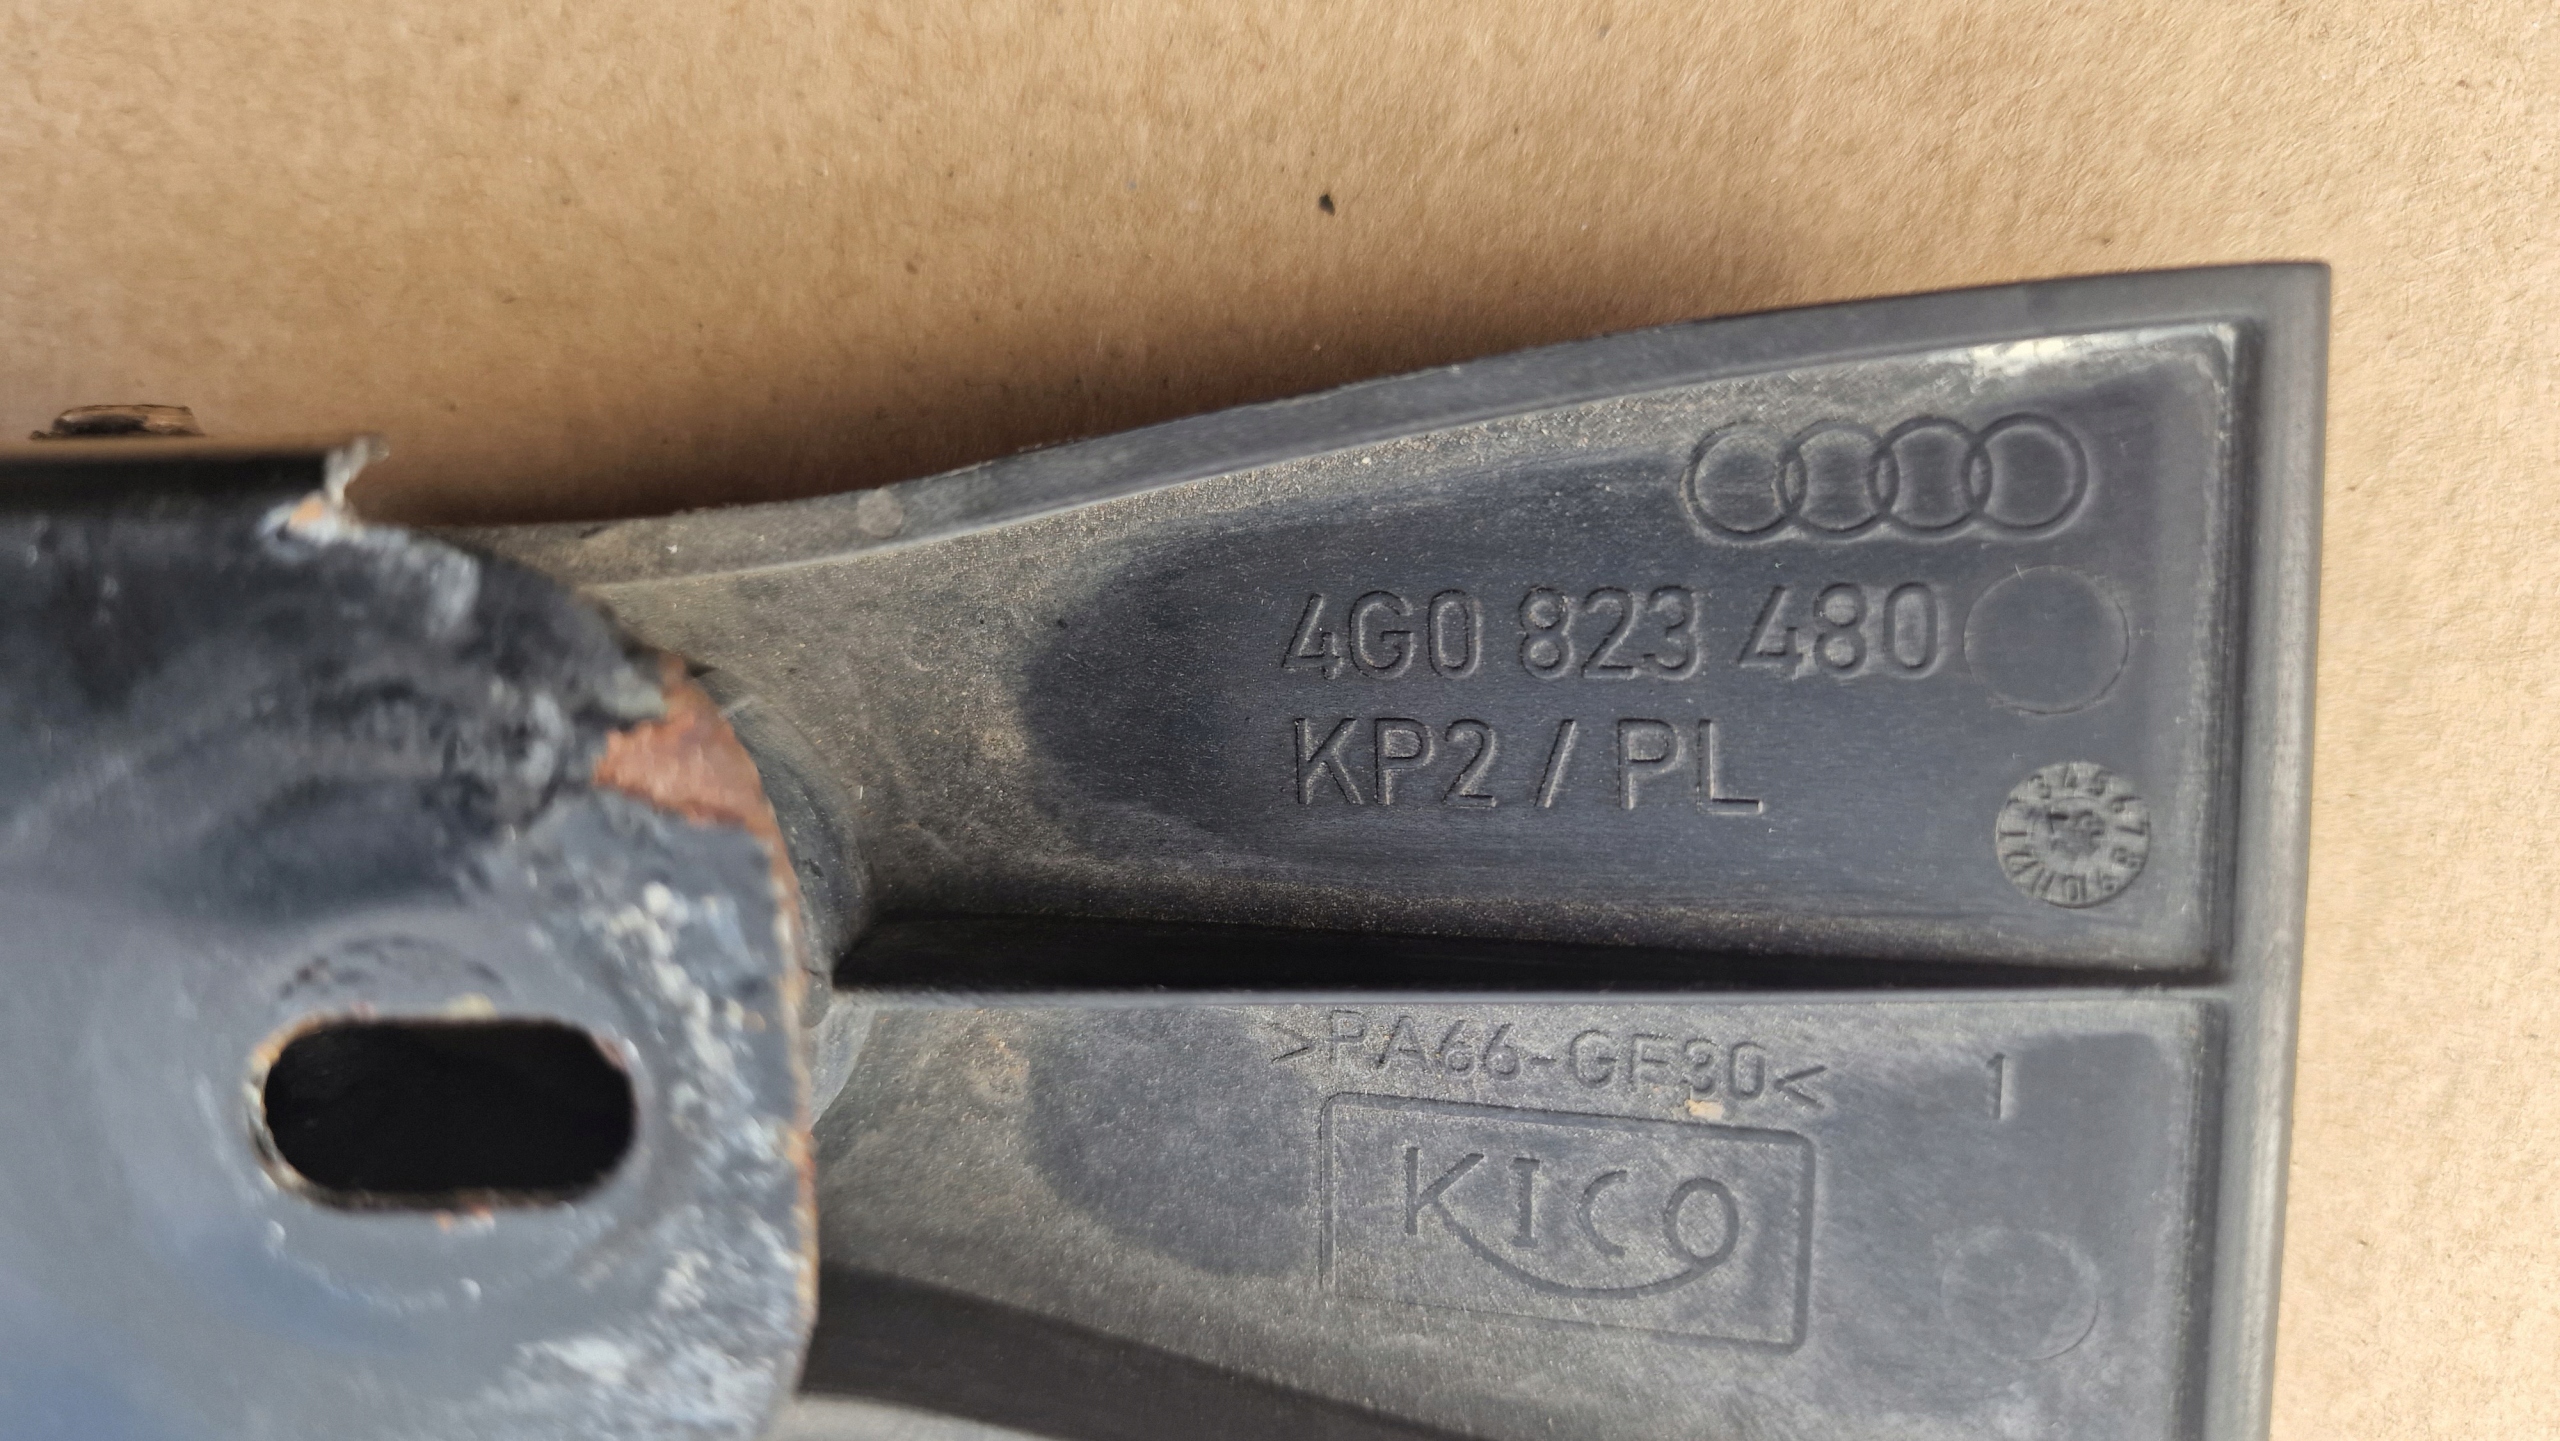 4G0 823 480
KP2 / PL
>PA66-GF30<
1
KICO